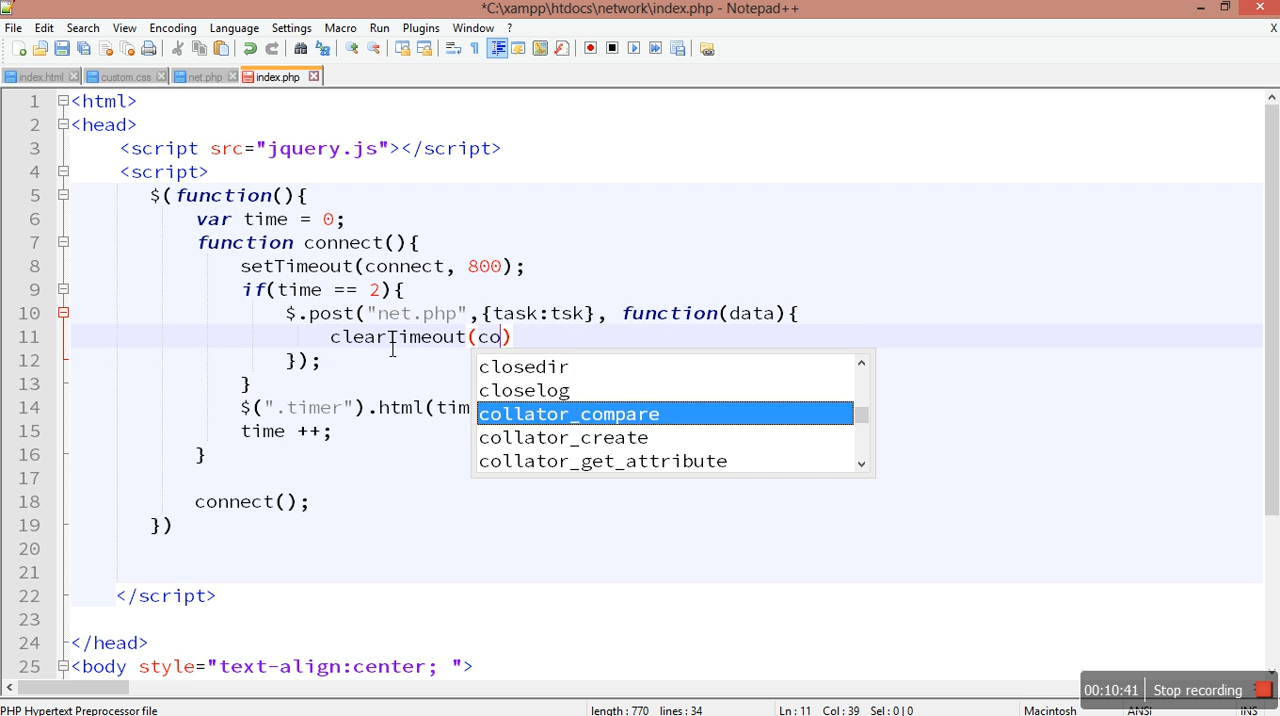 *C:\xampp\htdocs\network\index.php - Notepad++
File Edit Search View Encoding Language Settings Macro Run Plugins Window ? X
index.html custom.css net.php index.php
1 <html>
2 <head>
3 <script src="jquery.js"></script>
4 <script>
5 $(function(){
6 var time = 0;
7 function connect(){
8 setTimeout(connect, 800);
9 if(time == 2){
10 $.post("net.php",{task:tsk}, function(data){
11 clearTimeout(co)
12 });
closedir
13 }
closelog
14 $(".timer").html(tim
collator_compare
15 time ++;
collator_create
16 }
collator_get_attribute
17
18 connect();
19 })
20
21
22 </script>
23
24 </head>
25 <body style="text-align:center; ">
00:10:41 Stop recording
PHP Hypertext Preprocessor file length : 770 lines : 34 Ln : 11 Col : 39 Sel : 0 | 0 Macintosh ANSI INS